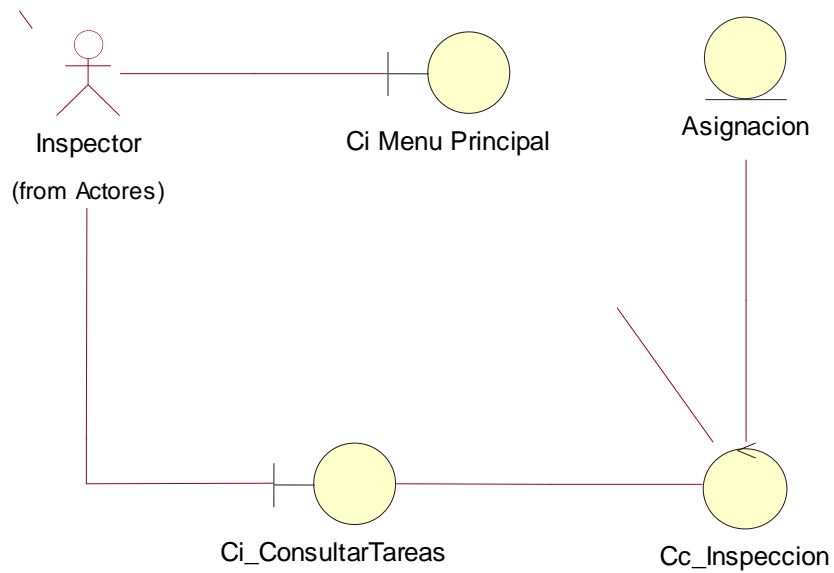 Inspector
(from Actores)
Ci Menu Principal
Asignacion
Ci_ConsultarTareas
Cc_Inspeccion